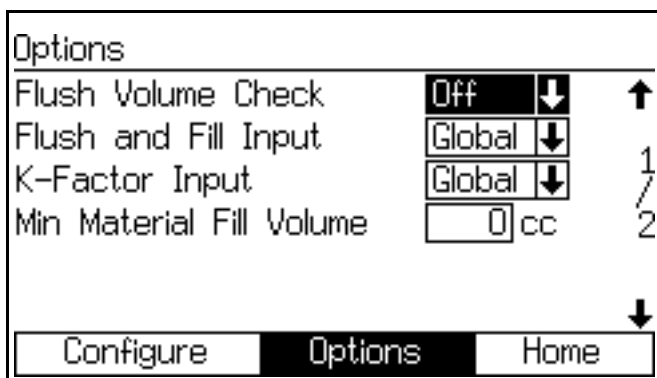 Options
Flush Volume Check Off
Flush and Fill Input Global
K-Factor Input Global
Min Material Fill Volume 0 cc
1/2
Configure Options Home